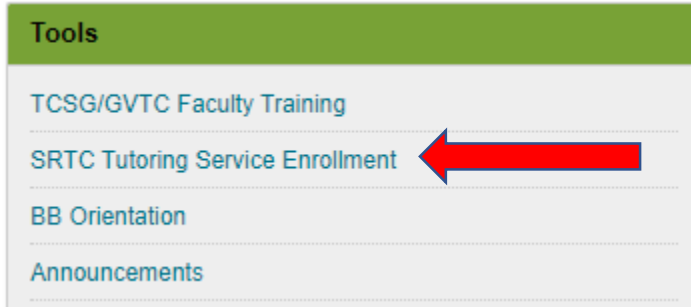 Tools
TCSG/GVTC Faculty Training
SRTC Tutoring Service Enrollment
BB Orientation
Announcements